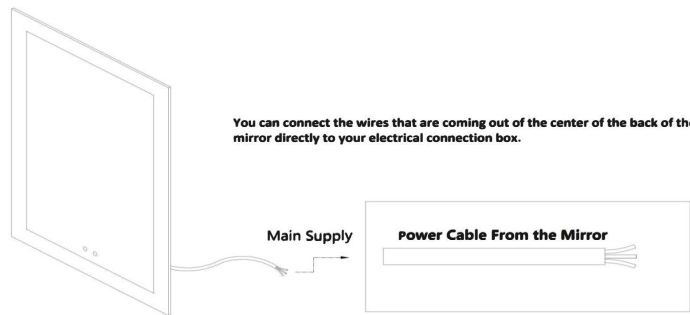 You can connect the wires that are coming out of the center of the back of the
mirror directly to your electrical connection box.
Main Supply
Power Cable From the Mirror